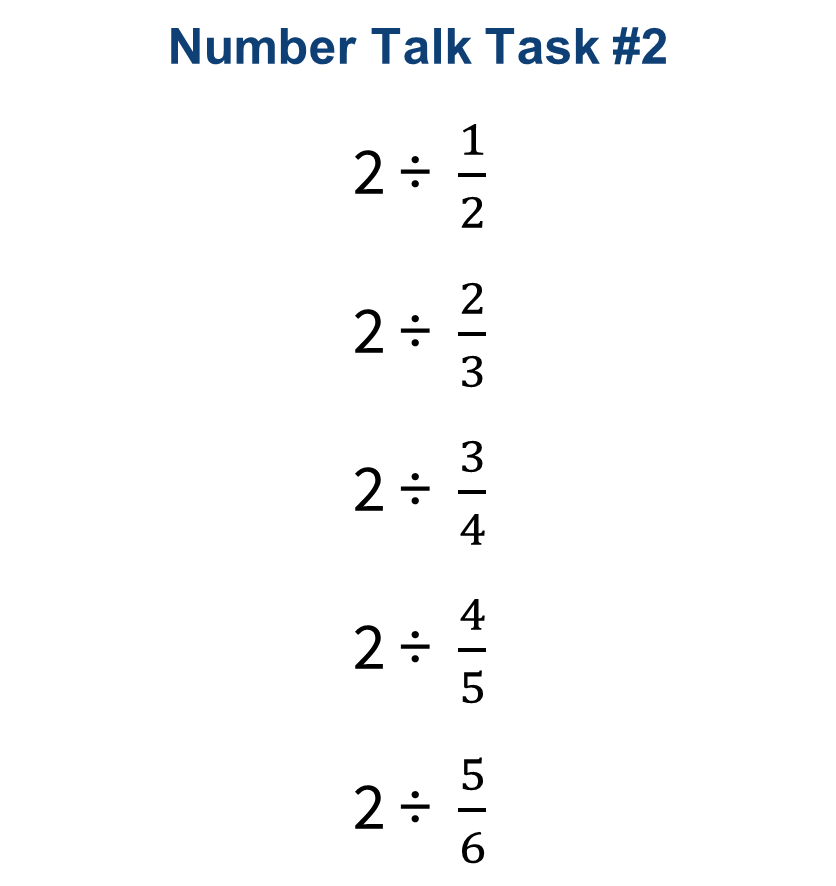 Number Talk Task #2
2 ÷ 1/2
2 ÷ 2/3
2 ÷ 3/4
2 ÷ 4/5
2 ÷ 5/6